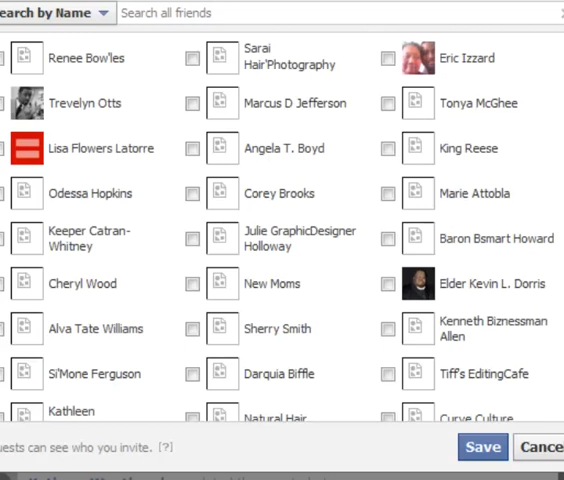 earch by Name Search all friends
Renee Bow'les
Sarai
Hair'Photography
Eric Izzard
Trevelyn Otts
Marcus D Jefferson
Tonya McGhee
Lisa Flowers Latorre
Angela T. Boyd
King Reese
Odessa Hopkins
Corey Brooks
Marie Attobla
Keeper Catran-
Whitney
Julie GraphicDesigner
Holloway
Baron Bsmart Howard
Cheryl Wood
New Moms
Elder Kevin L. Dorris
Alva Tate Williams
Sherry Smith
Kenneth Biznessman
Allen
Si'Mone Ferguson
Darquia Biffle
Tiff's EditingCafe
Kathleen
Natural Hair
Curve Culture
uests can see who you invite. [?]
Save
Cance